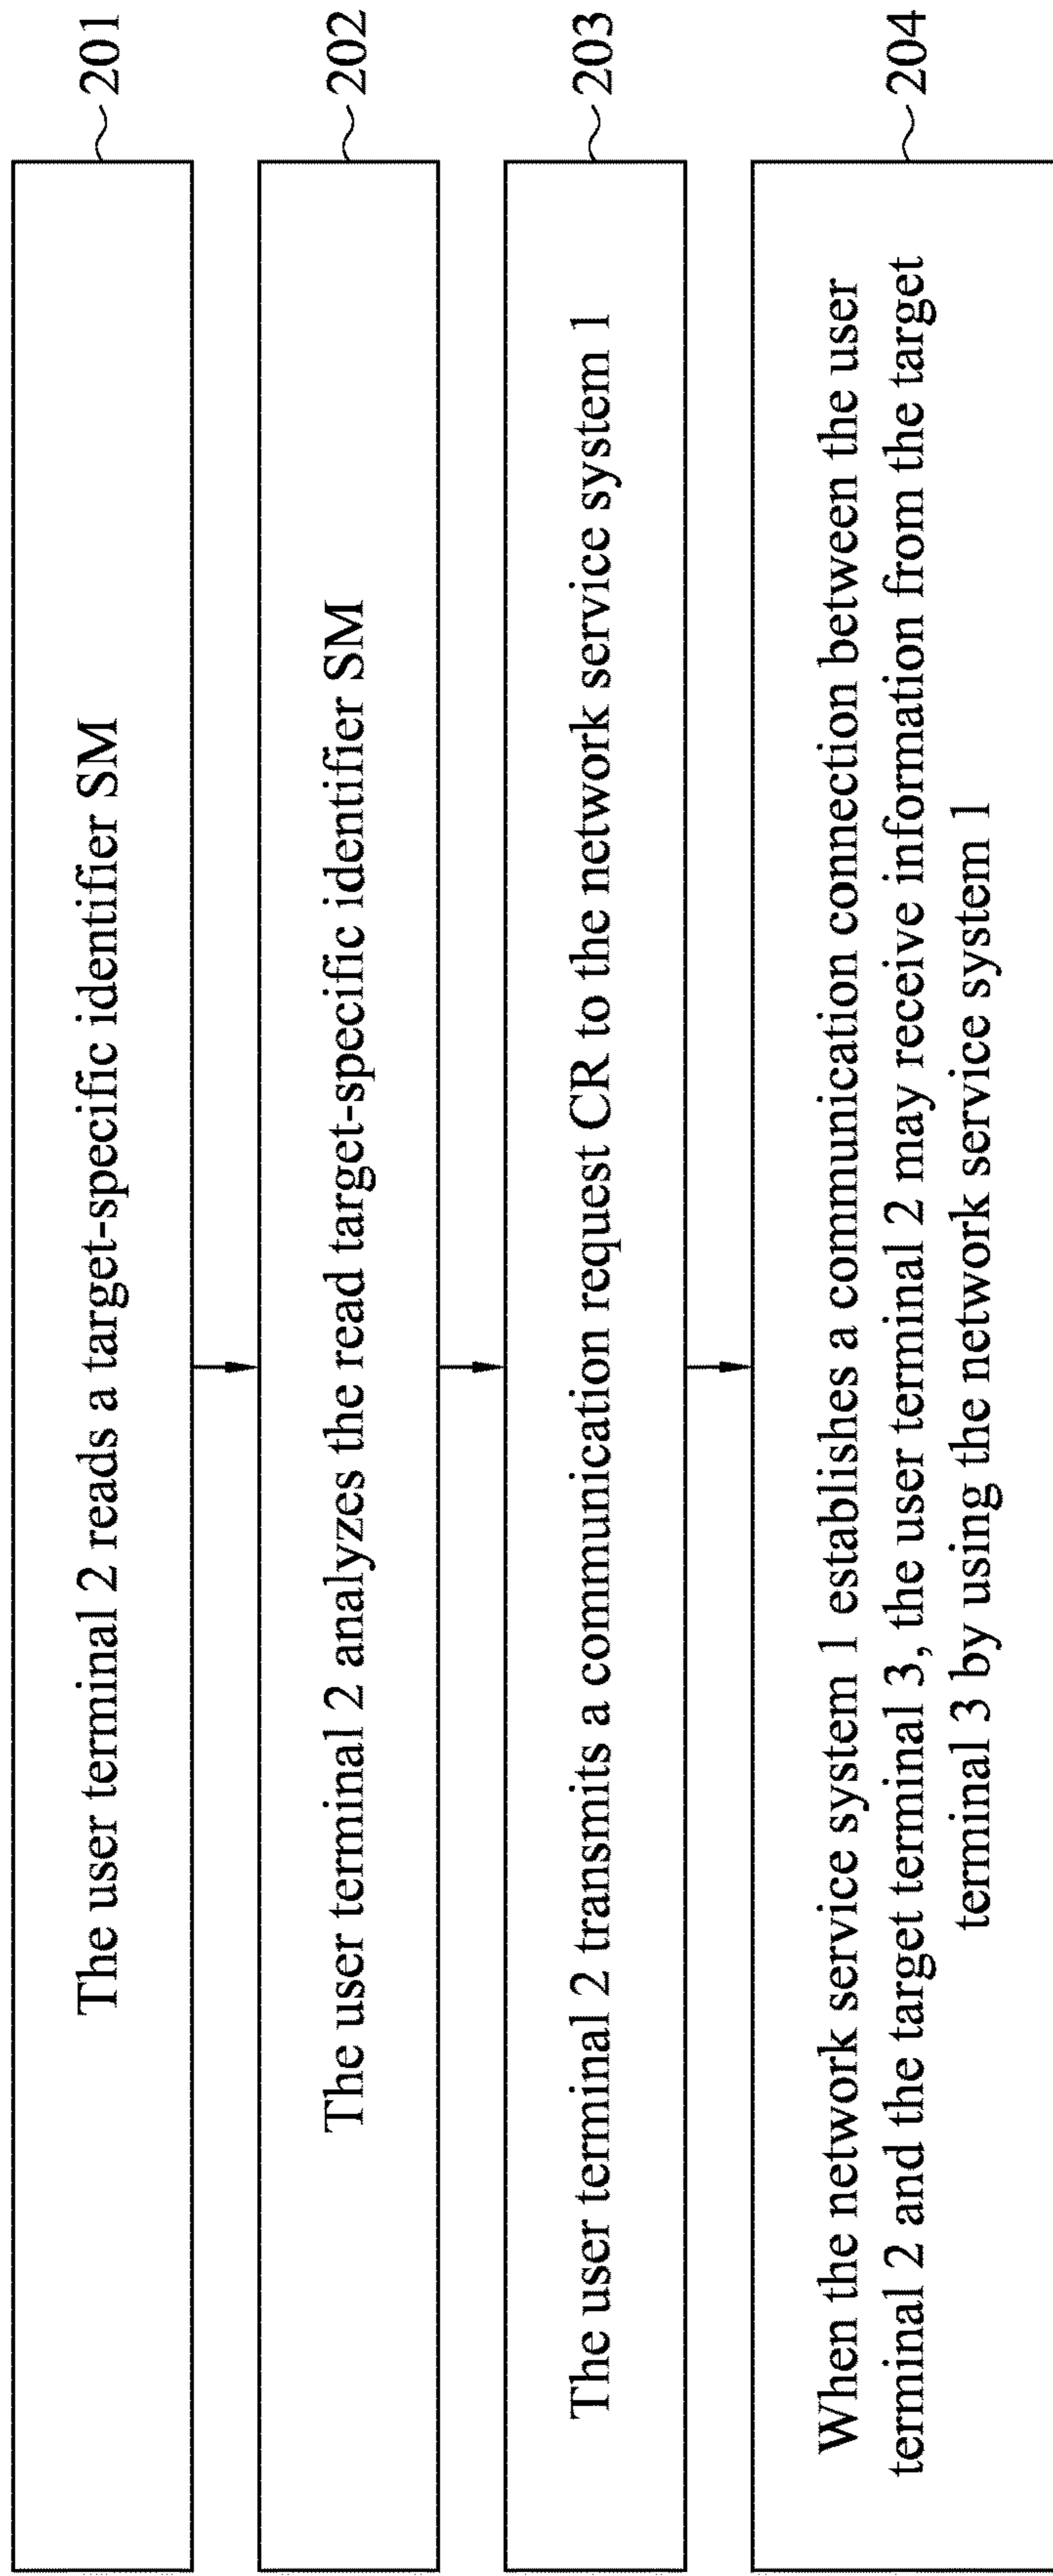 The user terminal 2 reads a target-specific identifier SM
201
The user terminal 2 analyzes the read target-specific identifier SM
202
The user terminal 2 transmits a communication request CR to the network service system 1
203
When the network service system 1 establishes a communication connection between the user
terminal 2 and the target terminal 3, the user terminal 2 may receive information from the target
terminal 3 by using the network service system 1
204